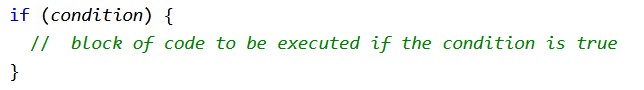 if (condition) {
  //  block of code to be executed if the condition is true
}